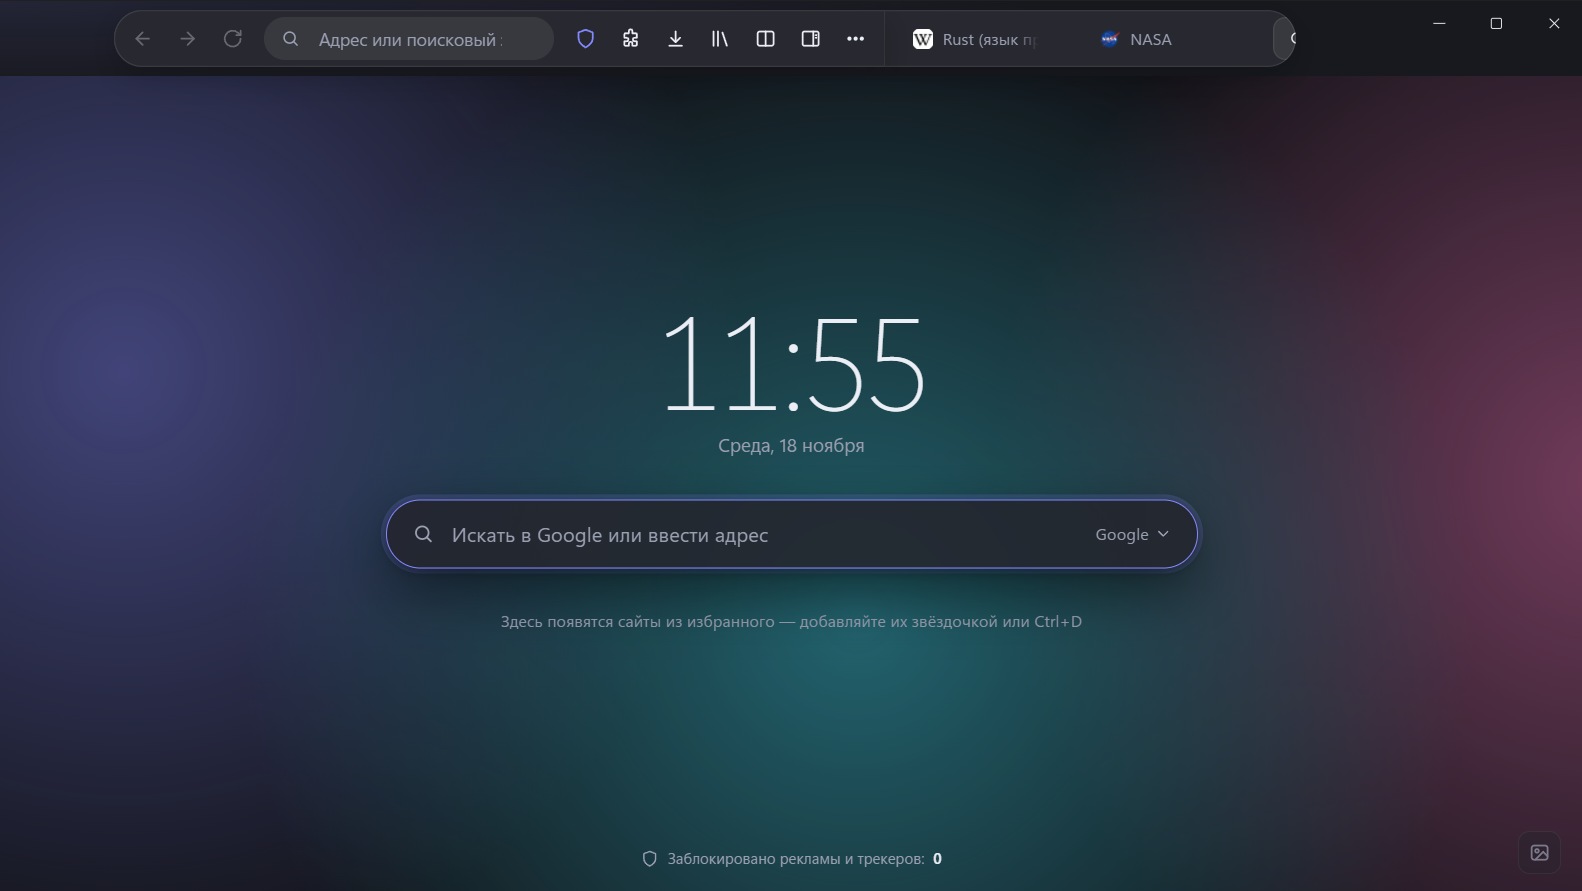 Адрес или поисковый
Rust (язык
NASA
11:55
Среда, 18 ноября
Искать в Google или ввести адрес
Google
Здесь появятся сайты из избранного — добавляйте их звёздочкой или Ctrl+D
Заблокировано рекламы и трекеров: 0